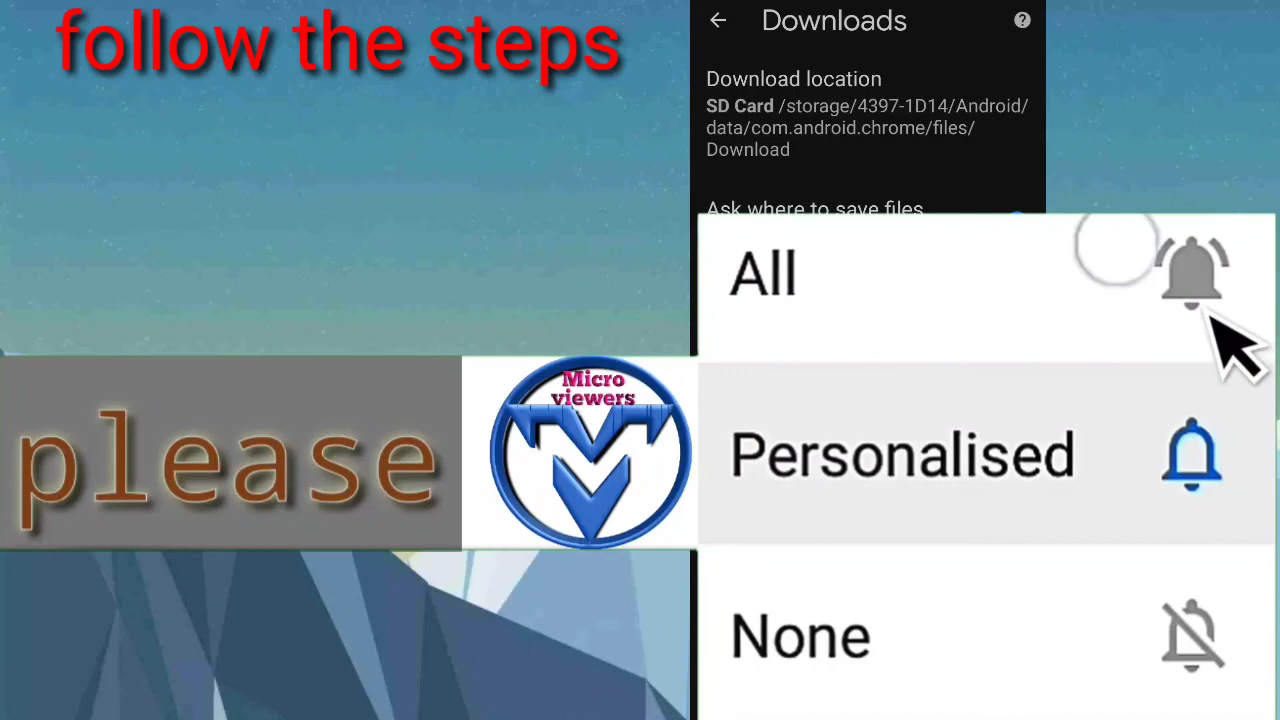 follow the steps
Downloads
Download location
SD Card /storage/4397-1D14/Android/
data/com.android.chrome/files/
Download
Ask where to save files
All
please
Micro
viewers
Personalised
None